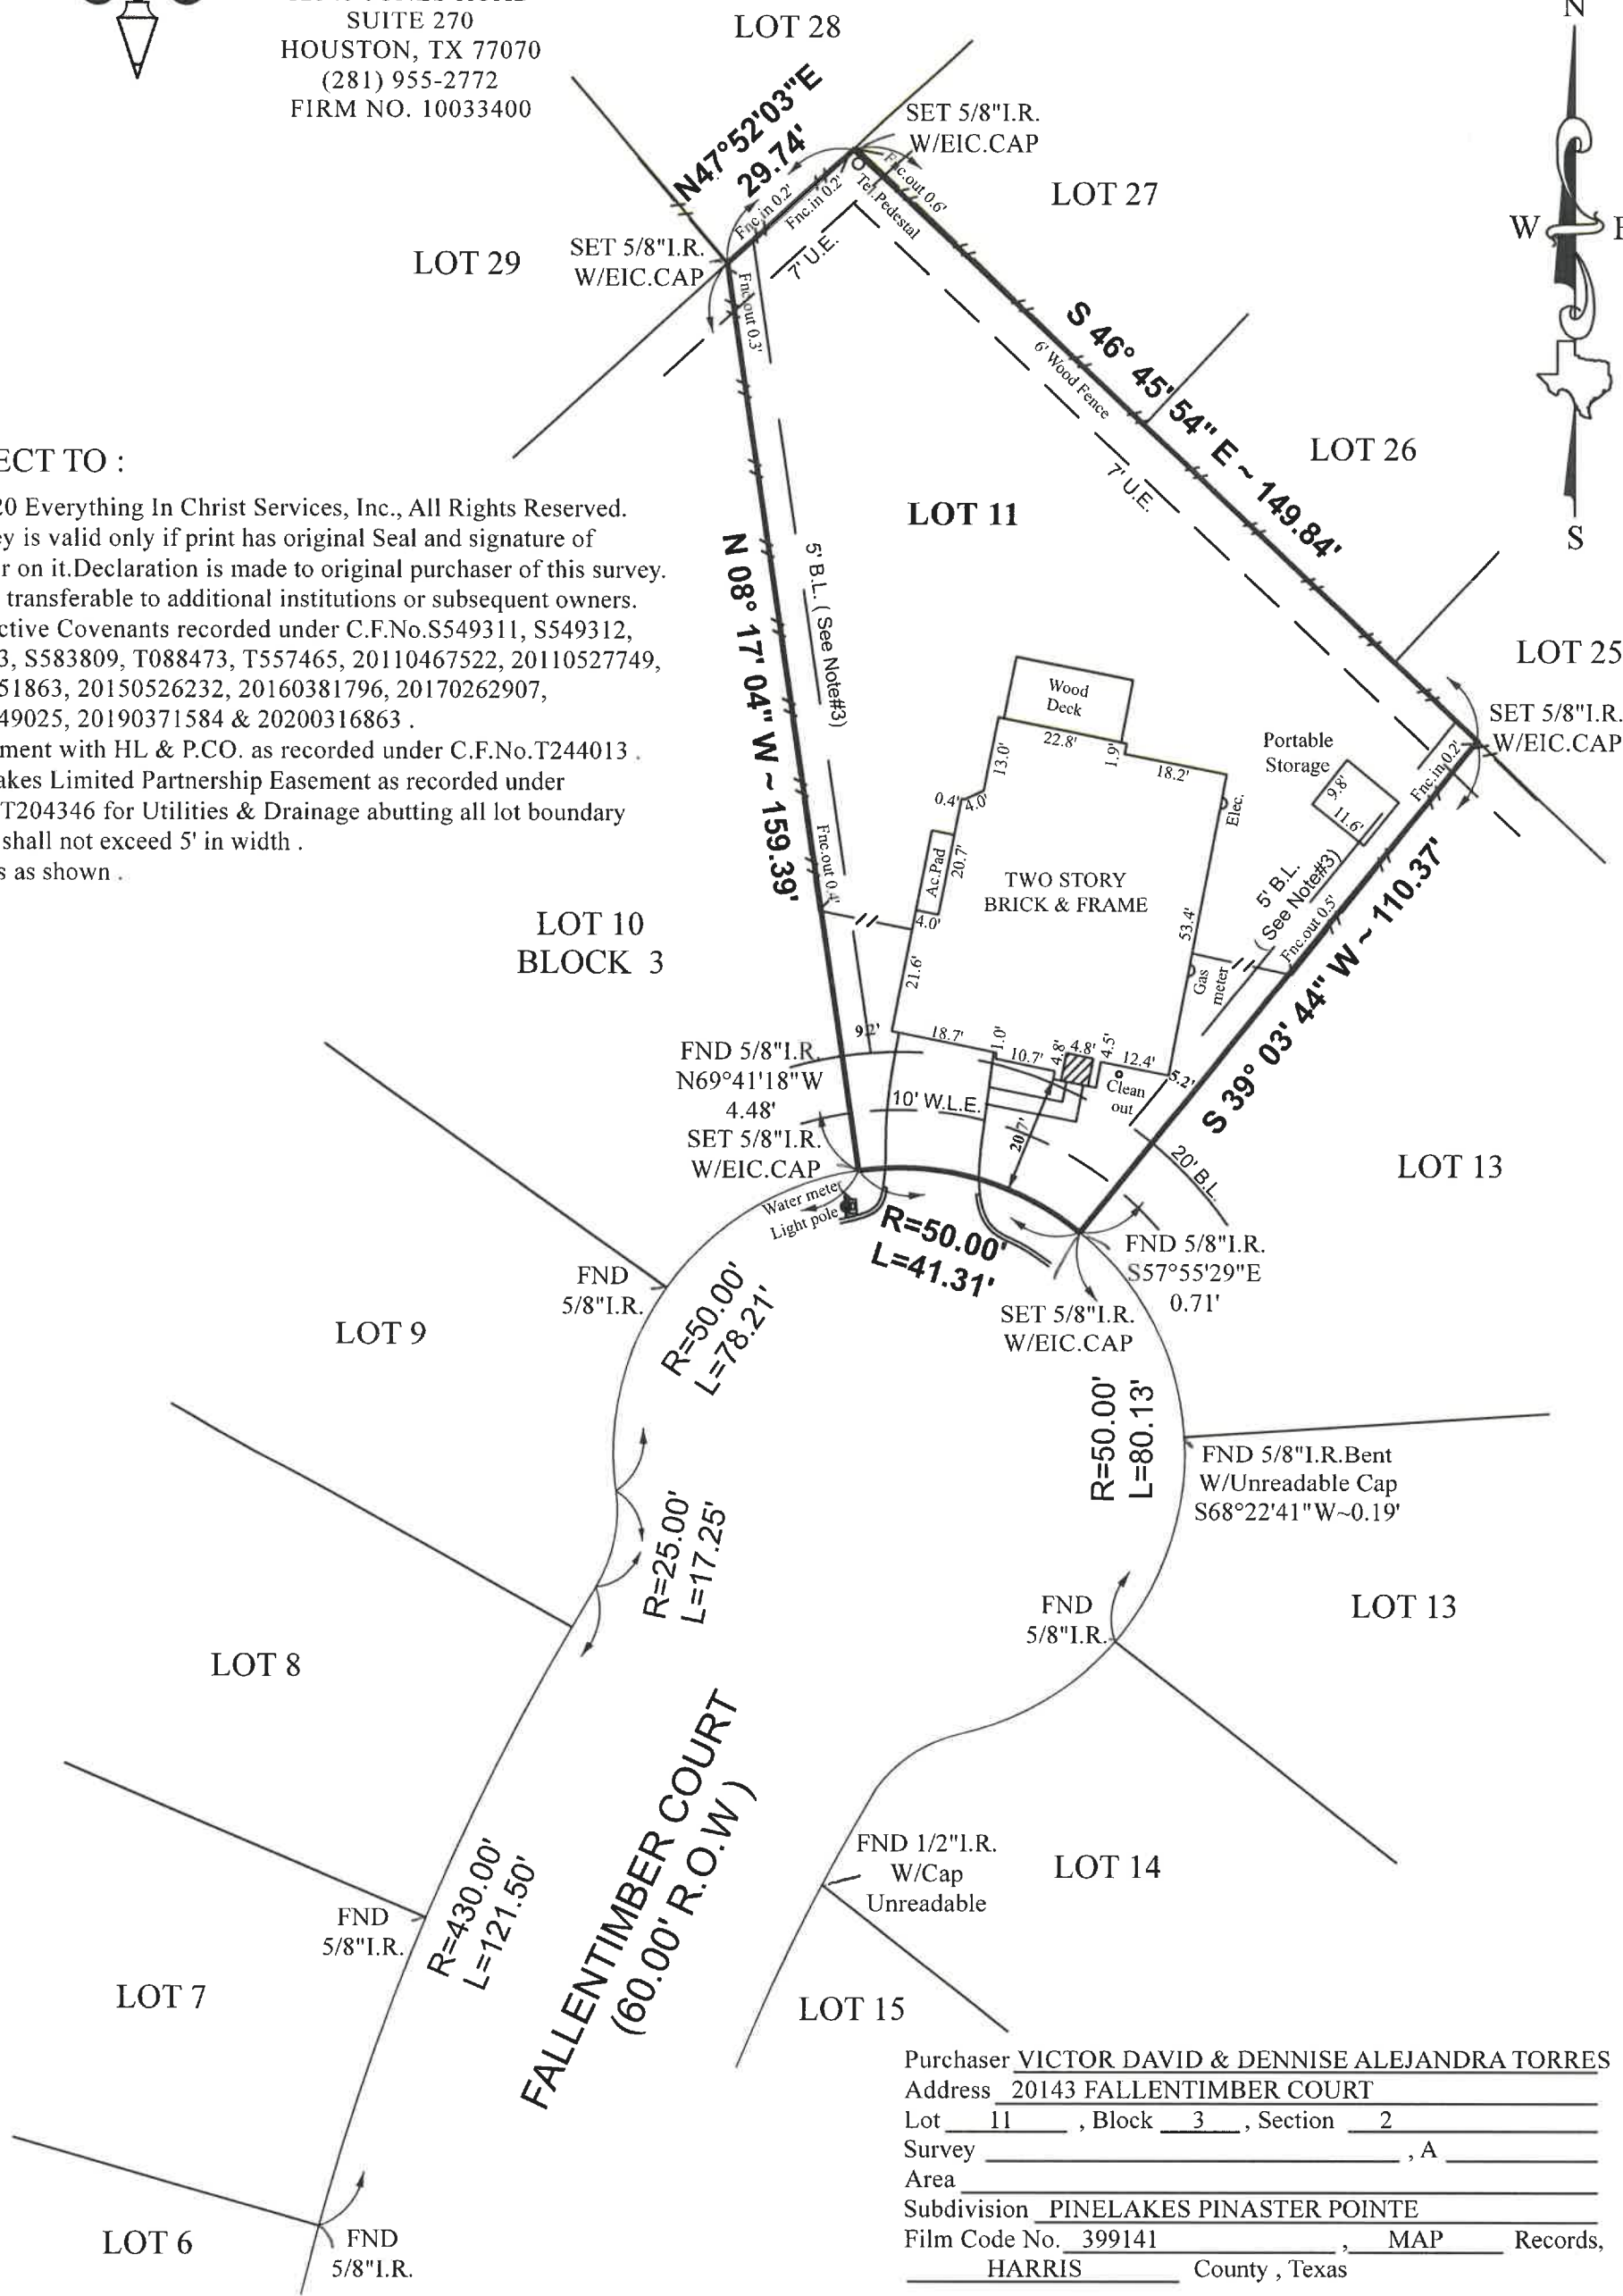 SUITE 270
HOUSTON, TX 77070
(281) 955-2772
FIRM NO. 10033400
LOT 28
N
W
S
N47°52'03"E
29.74'
SET 5/8"I.R.
W/EIC.CAP
LOT 27
Fnc.in 0.2'
Fnc.in 0.2'
Fnc.out 0.6'
Tel.Pedestal
7' U.E.
SET 5/8"I.R.
W/EIC.CAP
LOT 29
Fnc.out 0.3'
S 46° 45' 54" E ~ 149.84'
6' Wood Fence
7' U.E.
LOT 26
LOT 11
ECT TO :
20 Everything In Christ Services, Inc., All Rights Reserved.
ey is valid only if print has original Seal and signature of
r on it.Declaration is made to original purchaser of this survey.
transferable to additional institutions or subsequent owners.
ctive Covenants recorded under C.F.No.S549311, S549312,
3, S583809, T088473, T557465, 20110467522, 20110527749,
51863, 20150526232, 20160381796, 20170262907,
49025, 20190371584 & 20200316863 .
ment with HL & P.CO. as recorded under C.F.No.T244013 .
akes Limited Partnership Easement as recorded under
T204346 for Utilities & Drainage abutting all lot boundary
shall not exceed 5' in width .
s as shown .
N 08° 17' 04" W ~ 159.39'
5' B.L. ( See Note#3)
LOT 25
SET 5/8"I.R.
W/EIC.CAP
Wood
Deck
22.8'
13.0'
1.9'
18.2'
0.4'
4.0'
Elec.
Portable
Storage
9.8'
11.6'
Fnc.in 0.2'
Ac.Pad
20.7'
TWO STORY
BRICK & FRAME
53.4'
5' B.L.
( See Note#3)
Fnc.out 0.5'
S 39° 03' 44" W ~ 110.37'
Fnc.out 0.4'
4.0'
21.6'
Gas
meter
LOT 10
BLOCK 3
9.2'
18.7'
1.0'
10.7'
4.8'
4.8'
4.5'
12.4'
5.2'
Clean
out
FND 5/8"I.R.
N69°41'18"W
4.48'
SET 5/8"I.R.
W/EIC.CAP
10' W.L.E.
20.7'
20' B.L.
LOT 13
Water meter
Light pole
R=50.00'
L=41.31'
FND 5/8"I.R.
S57°55'29"E
0.71'
SET 5/8"I.R.
W/EIC.CAP
FND
5/8"I.R.
LOT 9
R=50.00'
L=78.21'
R=50.00'
L=80.13'
FND 5/8"I.R.Bent
W/Unreadable Cap
S68°22'41"W~0.19'
R=25.00'
L=17.25'
FND
5/8"I.R.
LOT 13
LOT 8
FALLENTIMBER COURT
(60.00' R.O.W )
R=430.00'
L=121.50'
FND 1/2"I.R.
W/Cap
Unreadable
LOT 14
FND
5/8"I.R.
LOT 7
LOT 15
LOT 6
FND
5/8"I.R.
Purchaser VICTOR DAVID & DENNISE ALEJANDRA TORRES
Address 20143 FALLENTIMBER COURT
Lot 11 , Block 3 , Section 2
Survey , A
Area
Subdivision PINELAKES PINASTER POINTE
Film Code No. 399141 , MAP Records,
HARRIS County , Texas